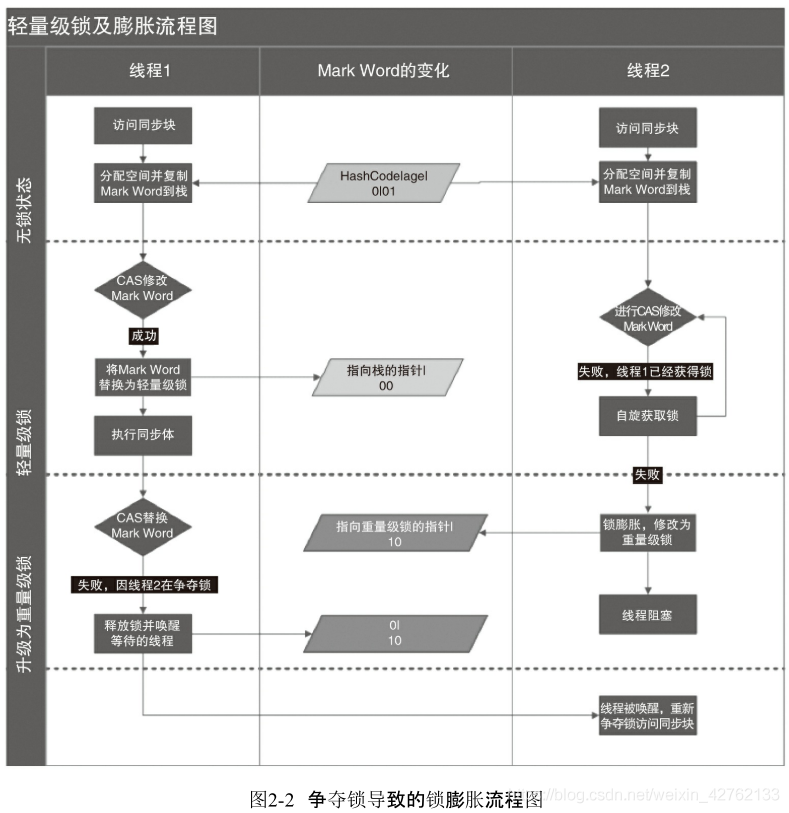 轻量级锁及膨胀流程图
线程1
Mark Word的变化
线程2
无锁状态
访问同步块
访问同步块
分配空间并复制
Mark Word到栈
HashCodelagel
0l01
分配空间并复制
Mark Word到栈
轻量级锁
CAS修改
Mark Word
成功
将Mark Word
替换为轻量级锁
执行同步体
指向栈的指针l
00
进行CAS修改
Mark Word
失败，线程1已经获得锁
自旋获取锁
失败
升级为重量级锁
CAS替换
Mark Word
失败，因线程2在争夺锁
释放锁并唤醒
等待的线程
指向重量级锁的指针l
10
0l
10
锁膨胀，修改为
重量级锁
线程阻塞
线程被唤醒，重新
争夺锁访问同步块
图2-2 争夺锁导致的锁膨胀流程图
blog.csdn.net/weixin_42762133